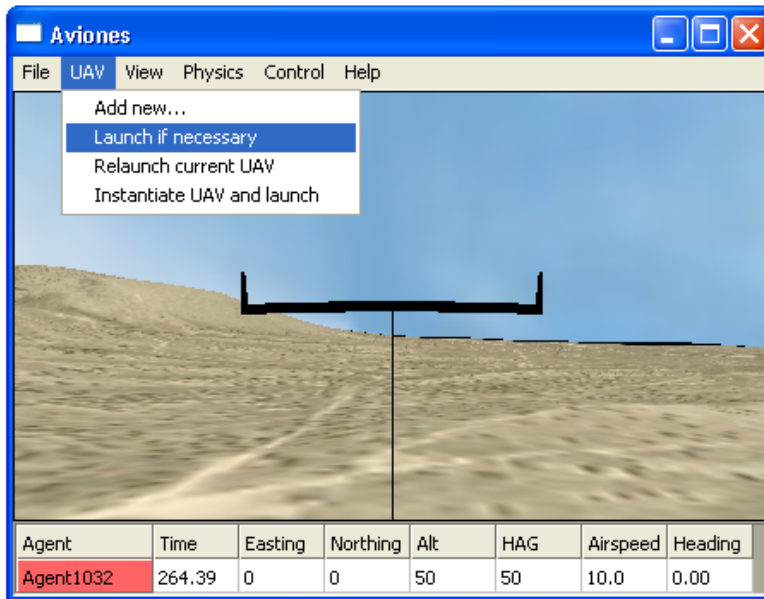 Aviones
File UAV View Physics Control Help
Add new...
Launch if necessary
Relaunch current UAV
Instantiate UAV and launch
Agent Time Easting Northing Alt HAG Airspeed Heading
Agent1032 264.39 0 0 50 50 10.0 0.00